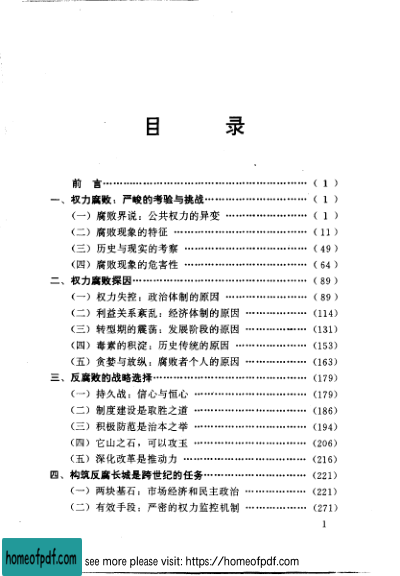 目 录
前 言……………………………………………………( 1 )
一、权力腐败：严峻的考验与挑战……………………( 1 )
（一）腐败界说：公共权力的异变 …………………( 1 )
（二）腐败现象的特征 ………………………………( 11 )
（三）历史与现实的考察 ……………………………( 49 )
（四）腐败现象的危害性 ……………………………( 64 )
二、权力腐败探因………………………………………( 89 )
（一）权力失控：政治体制的原因 …………………( 89 )
（二）利益关系紊乱：经济体制的原因 ……………(114)
（三）转型期的震荡：发展阶段的原因 ……………(131)
（四）毒素的积淀：历史传统的原因 ………………(153)
（五）贪婪与放纵：腐败者个人的原因 ……………(163)
三、反腐败的战略选择…………………………………(179)
（一）持久战：信心与恒心 …………………………(179)
（二）制度建设是取胜之道 …………………………(186)
（三）积极防范是治本之举 …………………………(194)
（四）它山之石，可以攻玉 …………………………(206)
（五）深化改革是推动力 ……………………………(216)
四、构筑反腐长城是跨世纪的任务……………………(221)
（一）两块基石：市场经济和民主政治 ……………(221)
（二）有效手段：严密的权力监控机制 ……………(271)
1
homeofpdf.com
see more please visit: https://homeofpdf.com